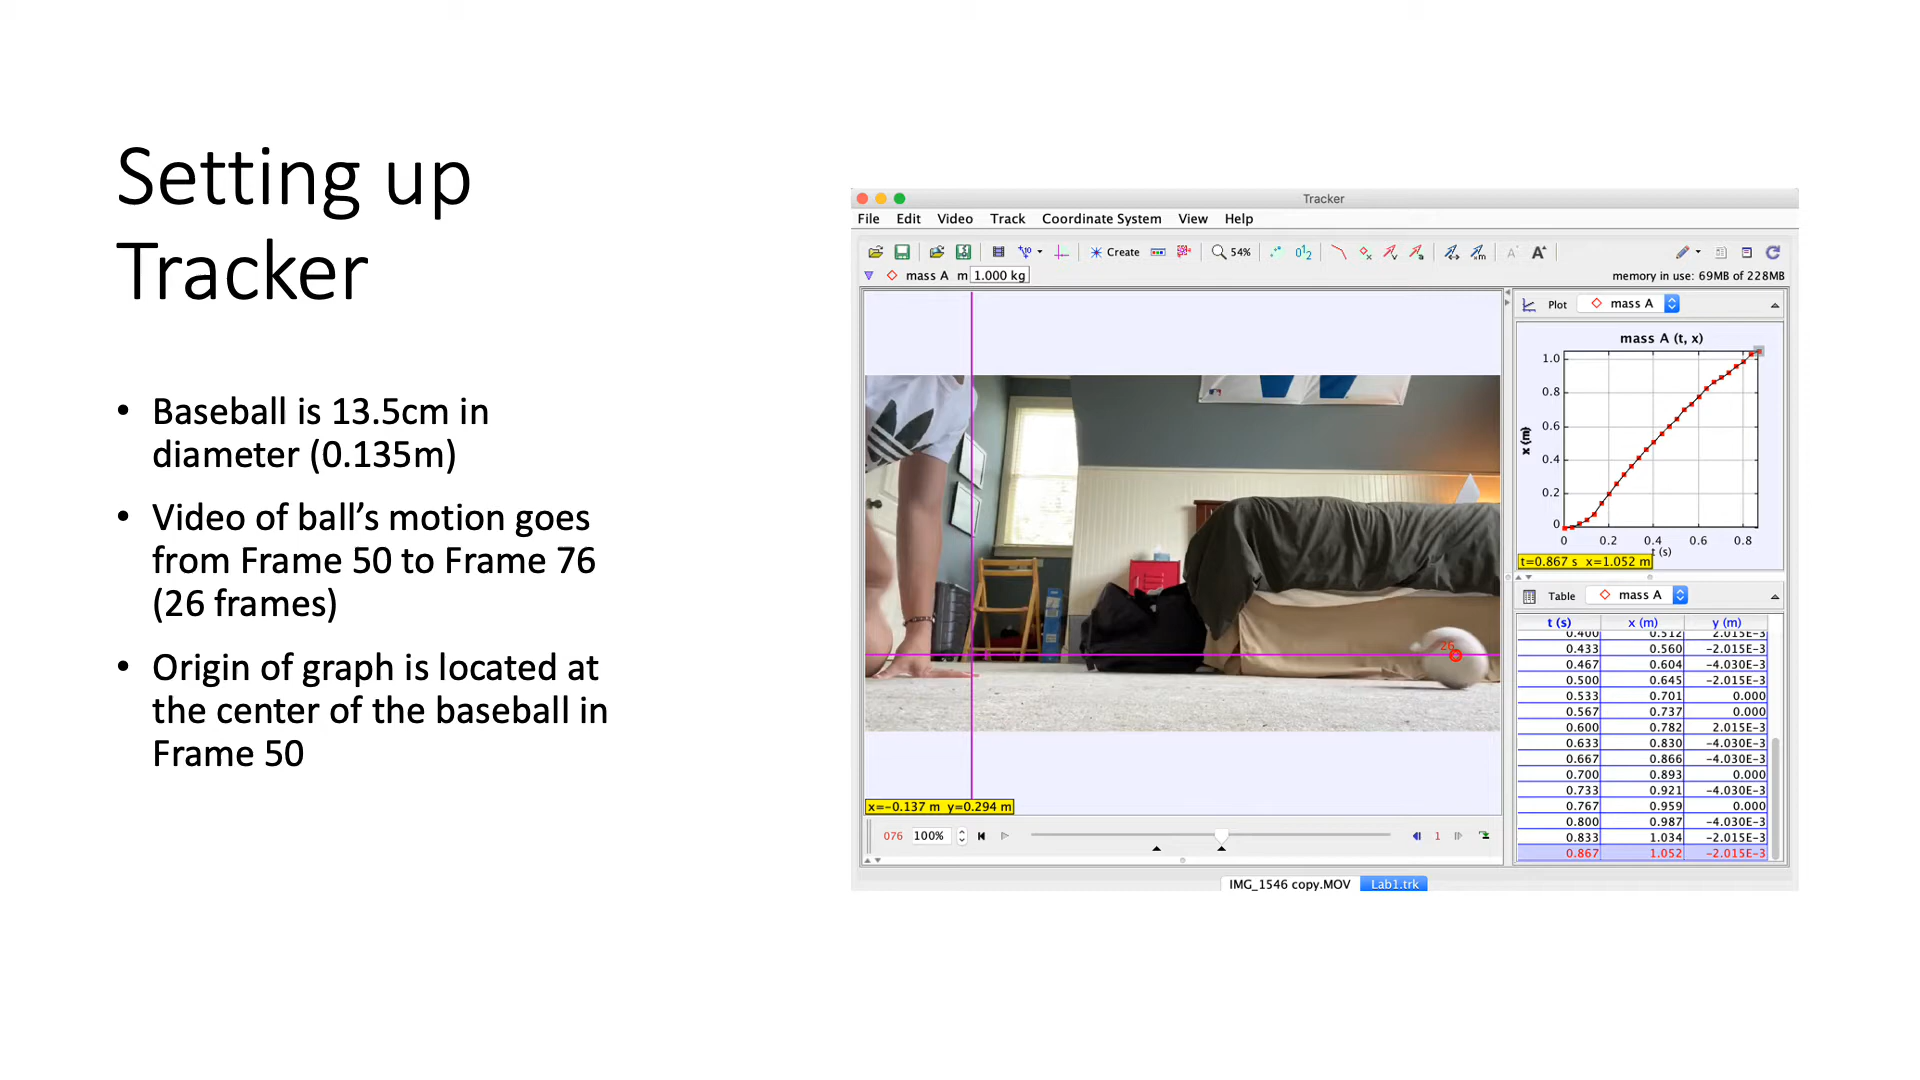 Setting up
Tracker
• Baseball is 13.5cm in
diameter (0.135m)
• Video of ball’s motion goes
from Frame 50 to Frame 76
(26 frames)
• Origin of graph is located at
the center of the baseball in
Frame 50
Tracker
File Edit Video Track Coordinate System View Help
Create 54%
mass A m 1.000 kg
memory in use: 69MB of 228MB
Plot mass A
mass A (t, x)
1.0
0.8
0.6
0.4
0.2
0
x (m)
0 0.2 0.4 0.6 0.8
t (s)
t=0.867 s x=1.052 m
Table mass A
t (s) x (m) y (m)
0.400 0.512 2.015E-3
0.433 0.560 -2.015E-3
0.467 0.604 -4.030E-3
0.500 0.645 -2.015E-3
0.533 0.701 0.000
0.567 0.737 0.000
0.600 0.782 2.015E-3
0.633 0.830 -4.030E-3
0.667 0.866 -4.030E-3
0.700 0.893 0.000
0.733 0.921 -4.030E-3
0.767 0.959 0.000
0.800 0.987 -4.030E-3
0.833 1.034 -2.015E-3
0.867 1.052 -2.015E-3
26
x=-0.137 m y=0.294 m
076 100% 1
IMG_1546 copy.MOV Lab1.trk